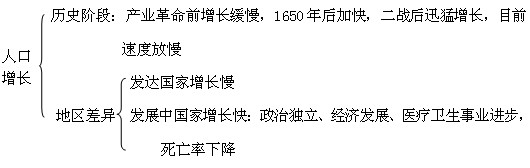 历史阶段：产业革命前增长缓慢，1650年后加快，二战后迅猛增长，目前
速度放慢
人口
增长
发达国家增长慢
地区差异
发展中国家增长快：政治独立、经济发展、医疗卫生事业进步，
死亡率下降